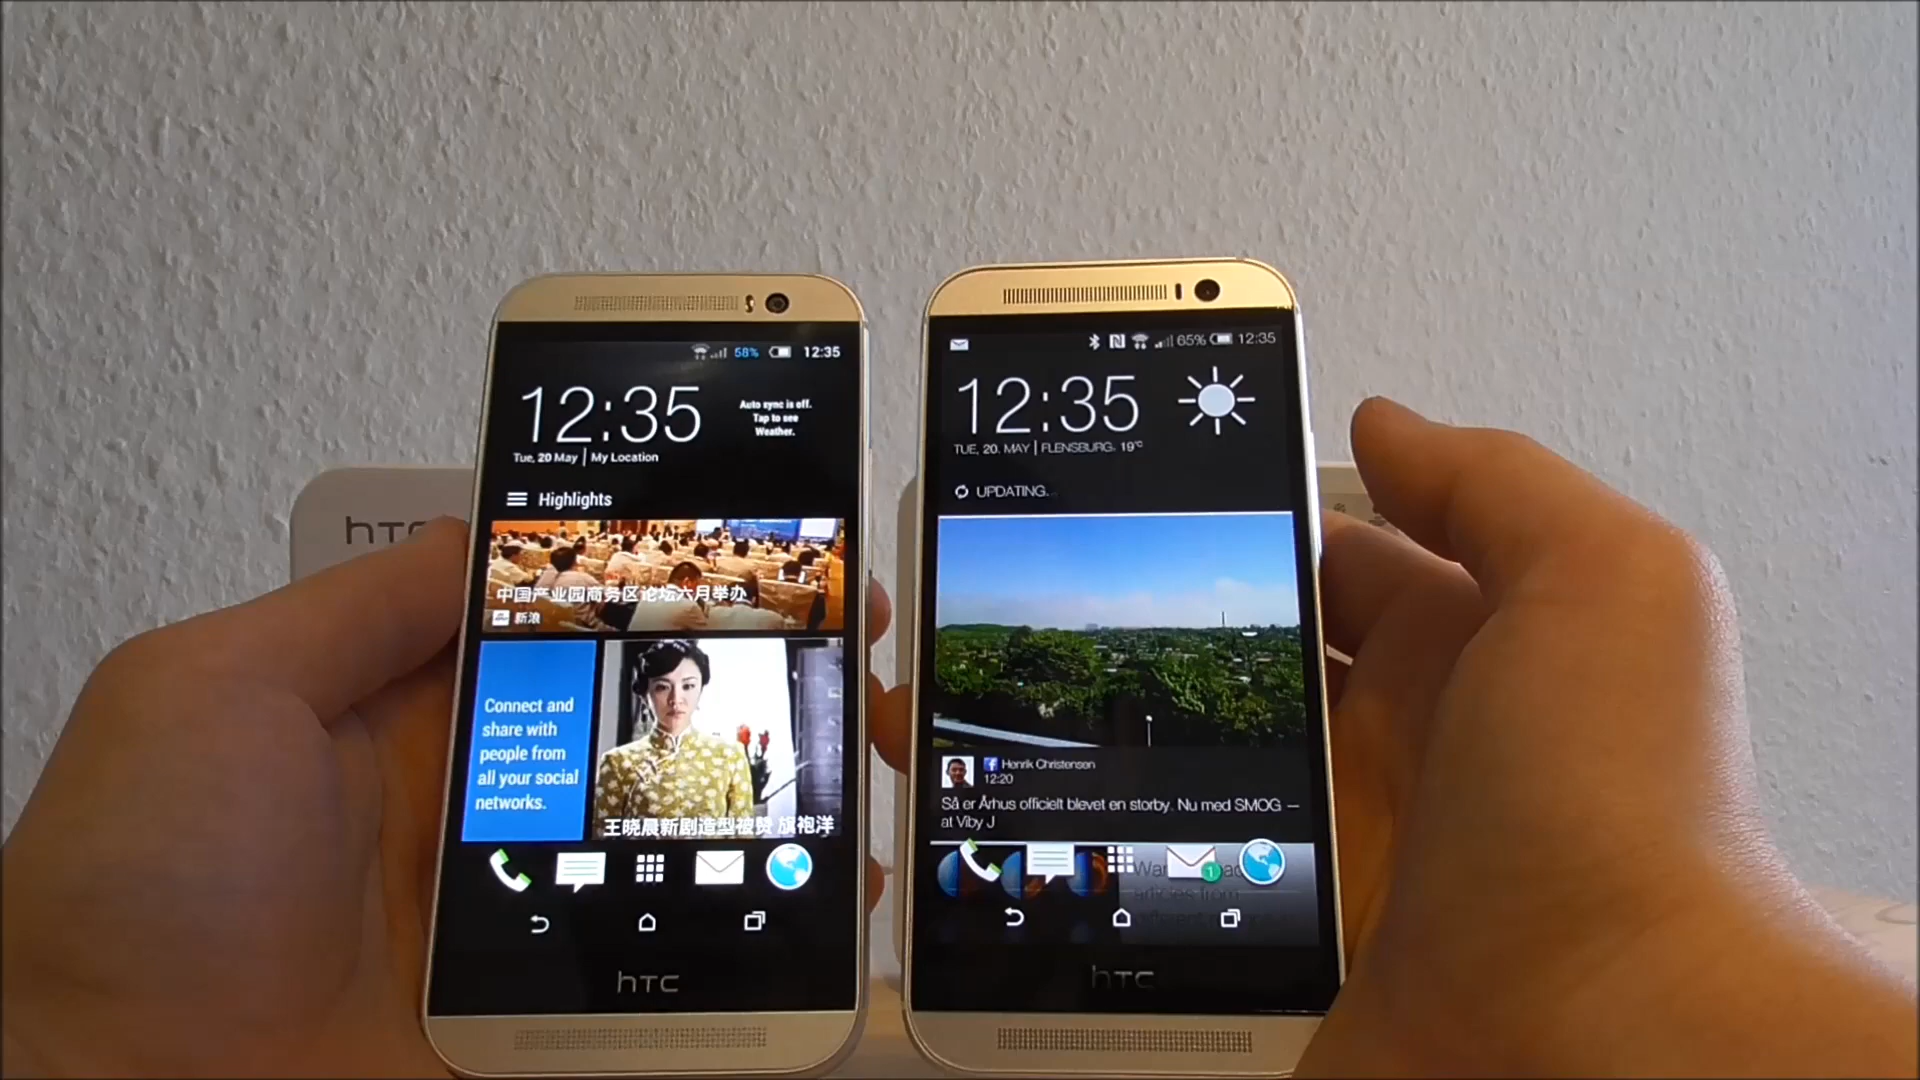 58% 12:35
12:35
Auto sync is off.
Tap to see
Weather.
Tue, 20 May | My Location
Highlights
中国产业园商务区论坛六月举办
新浪
Connect and
share with
people from
all your social
networks.
王晓晨新剧造型被赞 旗袍洋
hTC
hTC
65% 12:35
12:35
TUE, 20. MAY | FLENSBURG, 19°C
UPDATING...
Henrik Christensen
12:20
Så er Århus officielt blevet en storby. Nu med SMOG —
at Viby J
1
articles from
hTC